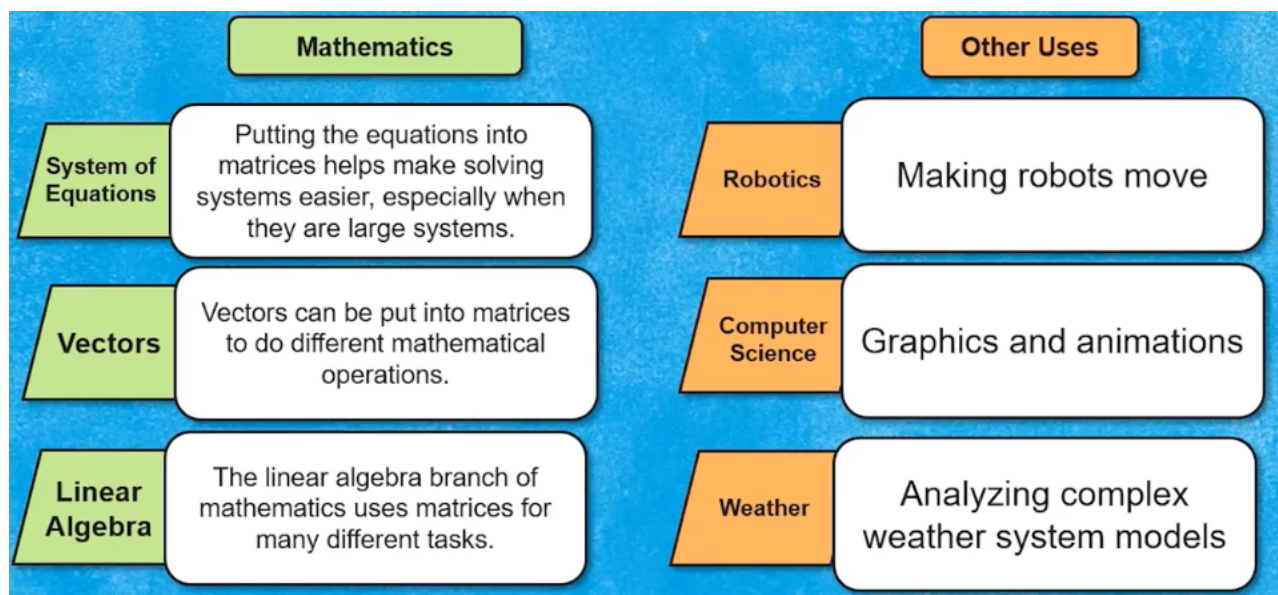 Mathematics
System of
Equations
Putting the equations into
matrices helps make solving
systems easier, especially when
they are large systems.
Vectors
Vectors can be put into matrices
to do different mathematical
operations.
Linear
Algebra
The linear algebra branch of
mathematics uses matrices for
many different tasks.
Other Uses
Robotics
Making robots move
Computer
Science
Graphics and animations
Weather
Analyzing complex
weather system models